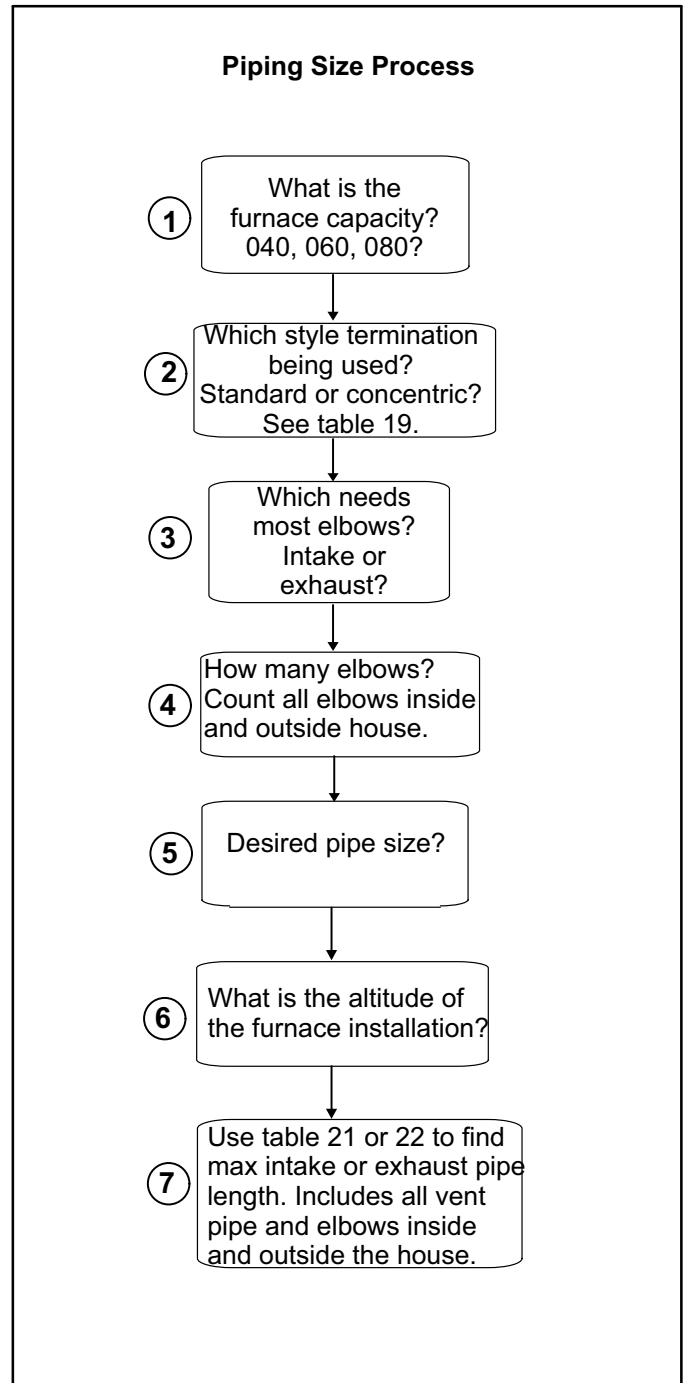 Piping Size Process
1
What is the
furnace capacity?
040, 060, 080?
2
Which style termination
being used?
Standard or concentric?
See table 19.
3
Which needs
most elbows?
Intake or
exhaust?
4
How many elbows?
Count all elbows inside
and outside house.
5
Desired pipe size?
6
What is the altitude of
the furnace installation?
7
Use table 21 or 22 to find
max intake or exhaust pipe
length. Includes all vent
pipe and elbows inside
and outside the house.